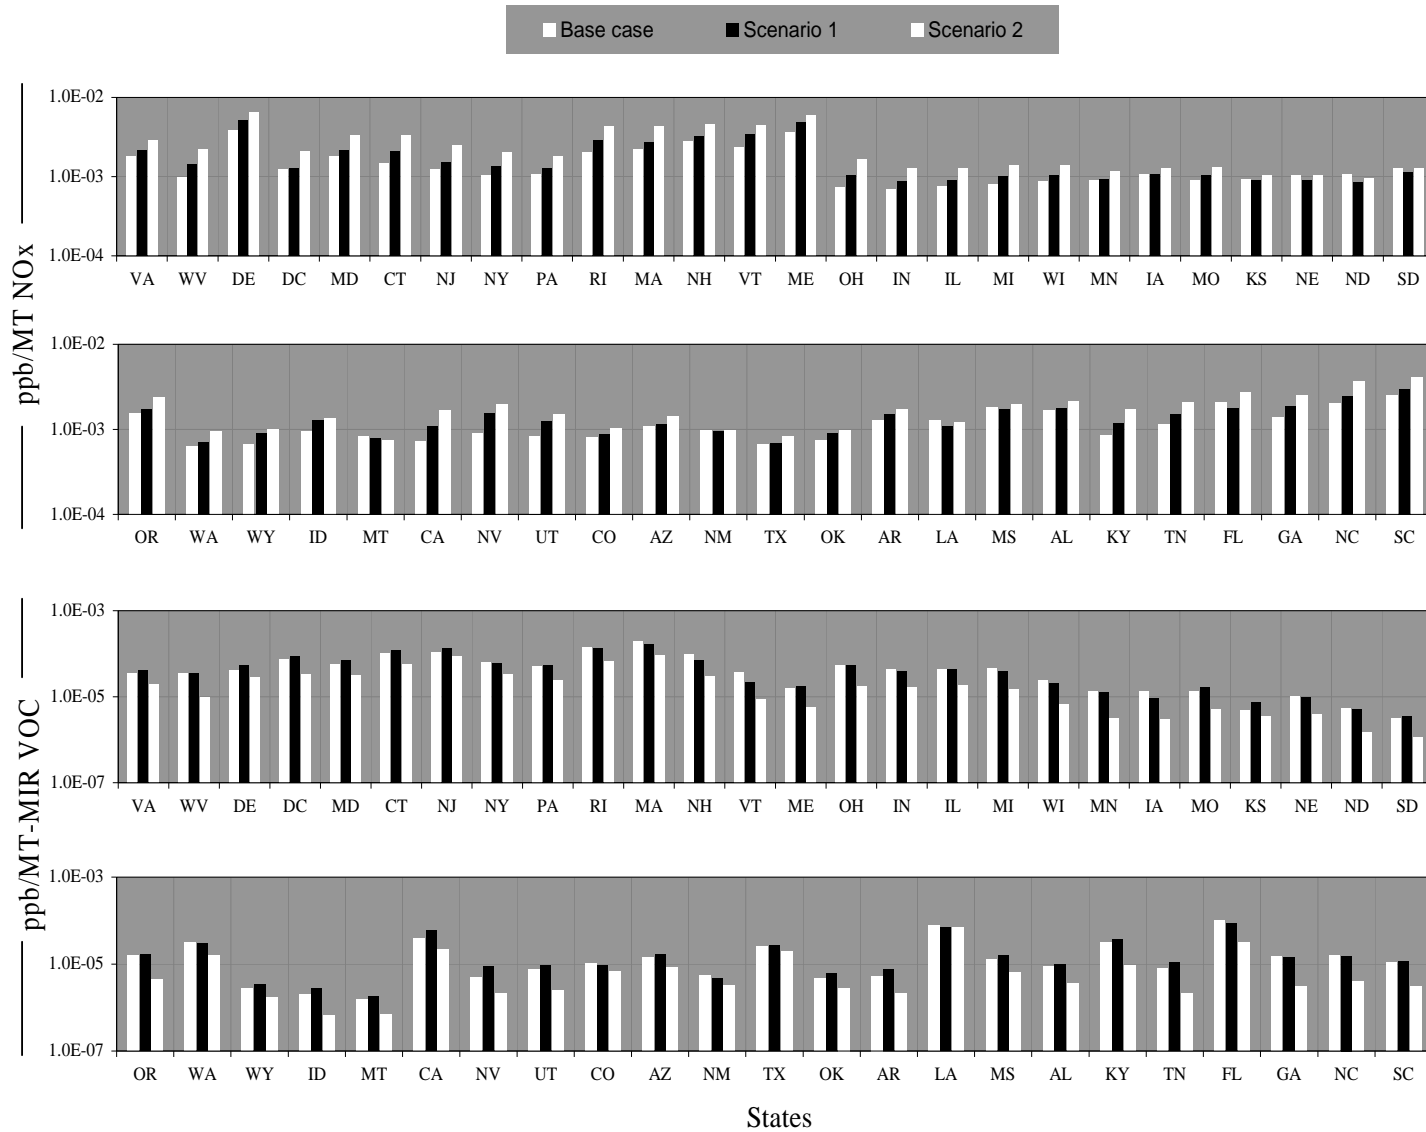 Base case Scenario 1 Scenario 2
ppb/MT NOx
1.0E-02
1.0E-03
1.0E-04
VA WV DE DC MD CT NJ NY PA RI MA NH VT ME OH IN IL MI WI MN IA MO KS NE ND SD
1.0E-02
1.0E-03
1.0E-04
OR WA WY ID MT CA NV UT CO AZ NM TX OK AR LA MS AL KY TN FL GA NC SC
ppb/MT-MIR VOC
1.0E-03
1.0E-05
1.0E-07
VA WV DE DC MD CT NJ NY PA RI MA NH VT ME OH IN IL MI WI MN IA MO KS NE ND SD
1.0E-03
1.0E-05
1.0E-07
OR WA WY ID MT CA NV UT CO AZ NM TX OK AR LA MS AL KY TN FL GA NC SC
States